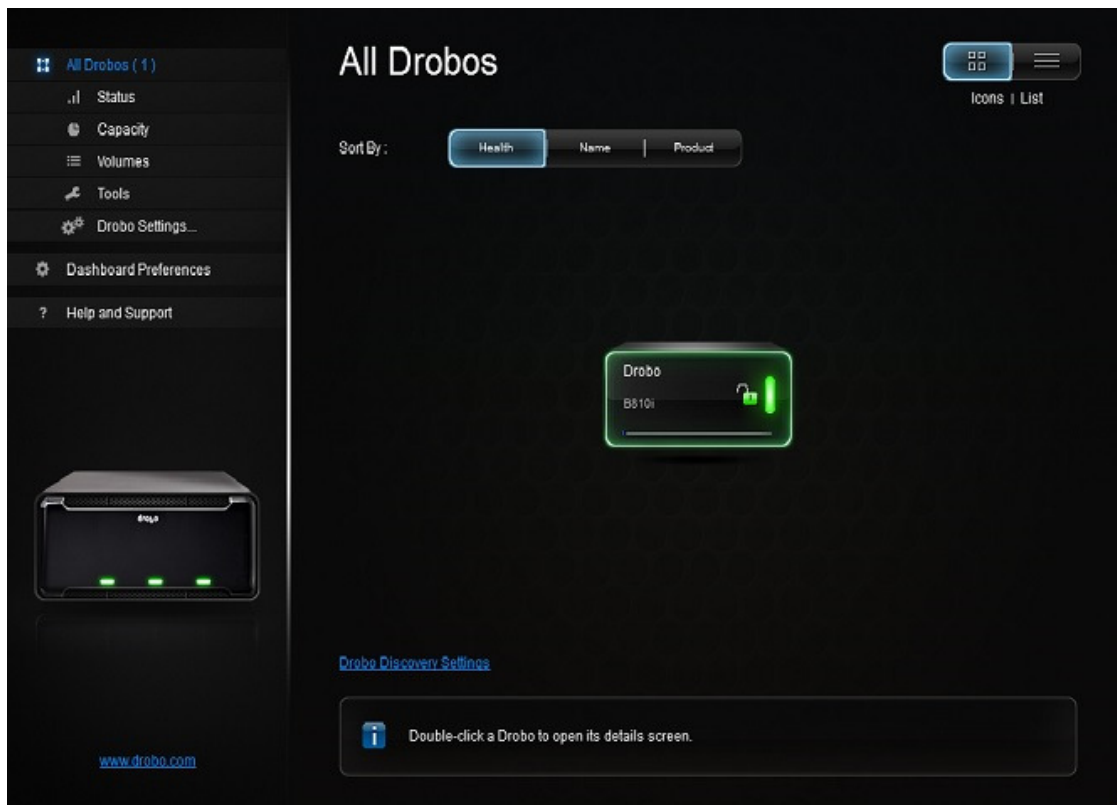 All Drobos ( 1 )
Status
Capacity
Volumes
Tools
Drobo Settings...
Dashboard Preferences
? Help and Support
drobo
www.drobo.com
All Drobos
Icons | List
Sort By :
Health
Name | Product
Drobo
B810i
Drobo Discovery Settings
i
Double-click a Drobo to open its details screen.